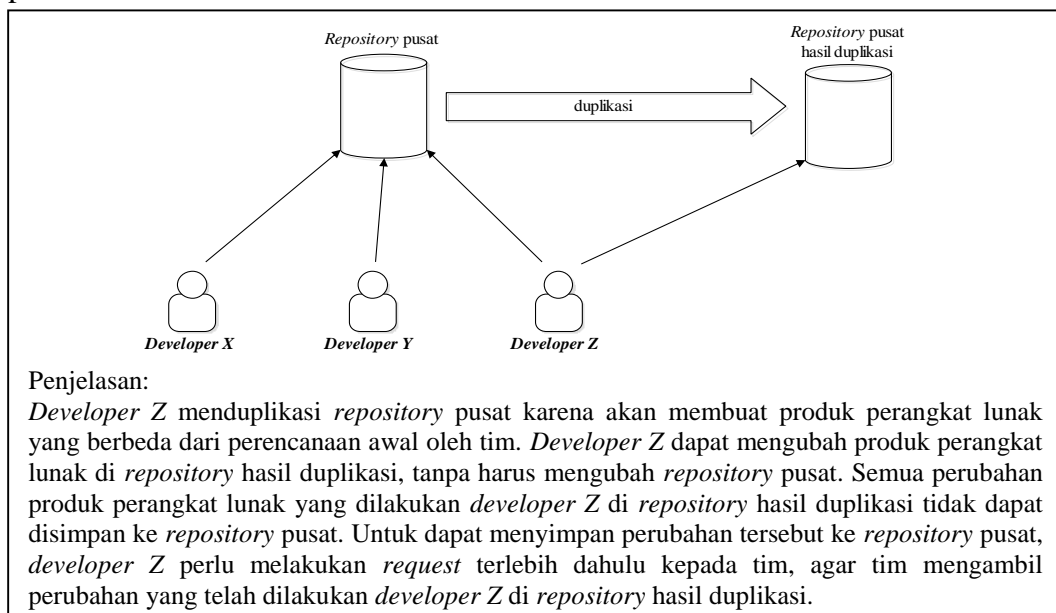 Repository pusat
Repository pusat
hasil duplikasi
duplikasi
Developer X
Developer Y
Developer Z
Penjelasan:
Developer Z menduplikasi repository pusat karena akan membuat produk perangkat lunak
yang berbeda dari perencanaan awal oleh tim. Developer Z dapat mengubah produk perangkat
lunak di repository hasil duplikasi, tanpa harus mengubah repository pusat. Semua perubahan
produk perangkat lunak yang dilakukan developer Z di repository hasil duplikasi tidak dapat
disimpan ke repository pusat. Untuk dapat menyimpan perubahan tersebut ke repository pusat,
developer Z perlu melakukan request terlebih dahulu kepada tim, agar tim mengambil
perubahan yang telah dilakukan developer Z di repository hasil duplikasi.